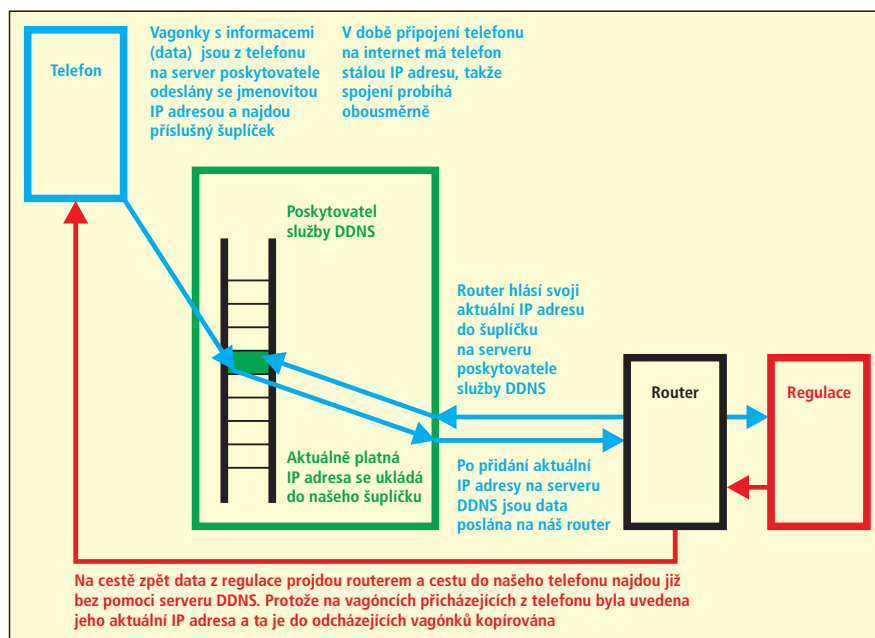 Telefon
Vagonky s informacemi
(data) jsou z telefonu
na server poskytovatele
odeslány se jmenovitou
IP adresou a najdou
příslušný šuplíček
V době připojení telefonu
na internet má telefon
stálou IP adresu, takže
spojení probíhá
obousměrně
Poskytovatel
služby DDNS
Router hlásí svoji
aktuální IP adresu
do šuplíčku
na serveru
poskytovatele
služby DDNS
Router
Regulace
Aktuálně platná
IP adresa se ukládá
do našeho šuplíčku
Po přidání aktuální
IP adresy na serveru
DDNS jsou data
poslána na náš router
Na cestě zpět data z regulace projdou routerem a cestu do našeho telefonu najdou již
bez pomoci serveru DDNS. Protože na vagóncích přicházejících z telefonu byla uvedena
jeho aktuální IP adresa a ta je do odcházejících vagónků kopírována